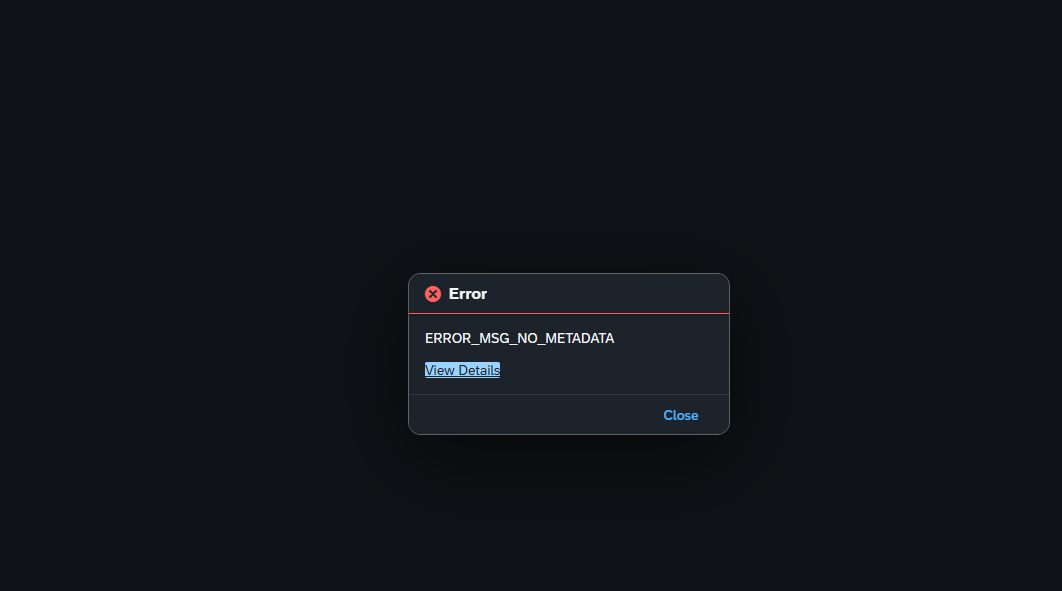 Error
ERROR_MSG_NO_METADATA
View Details
Close